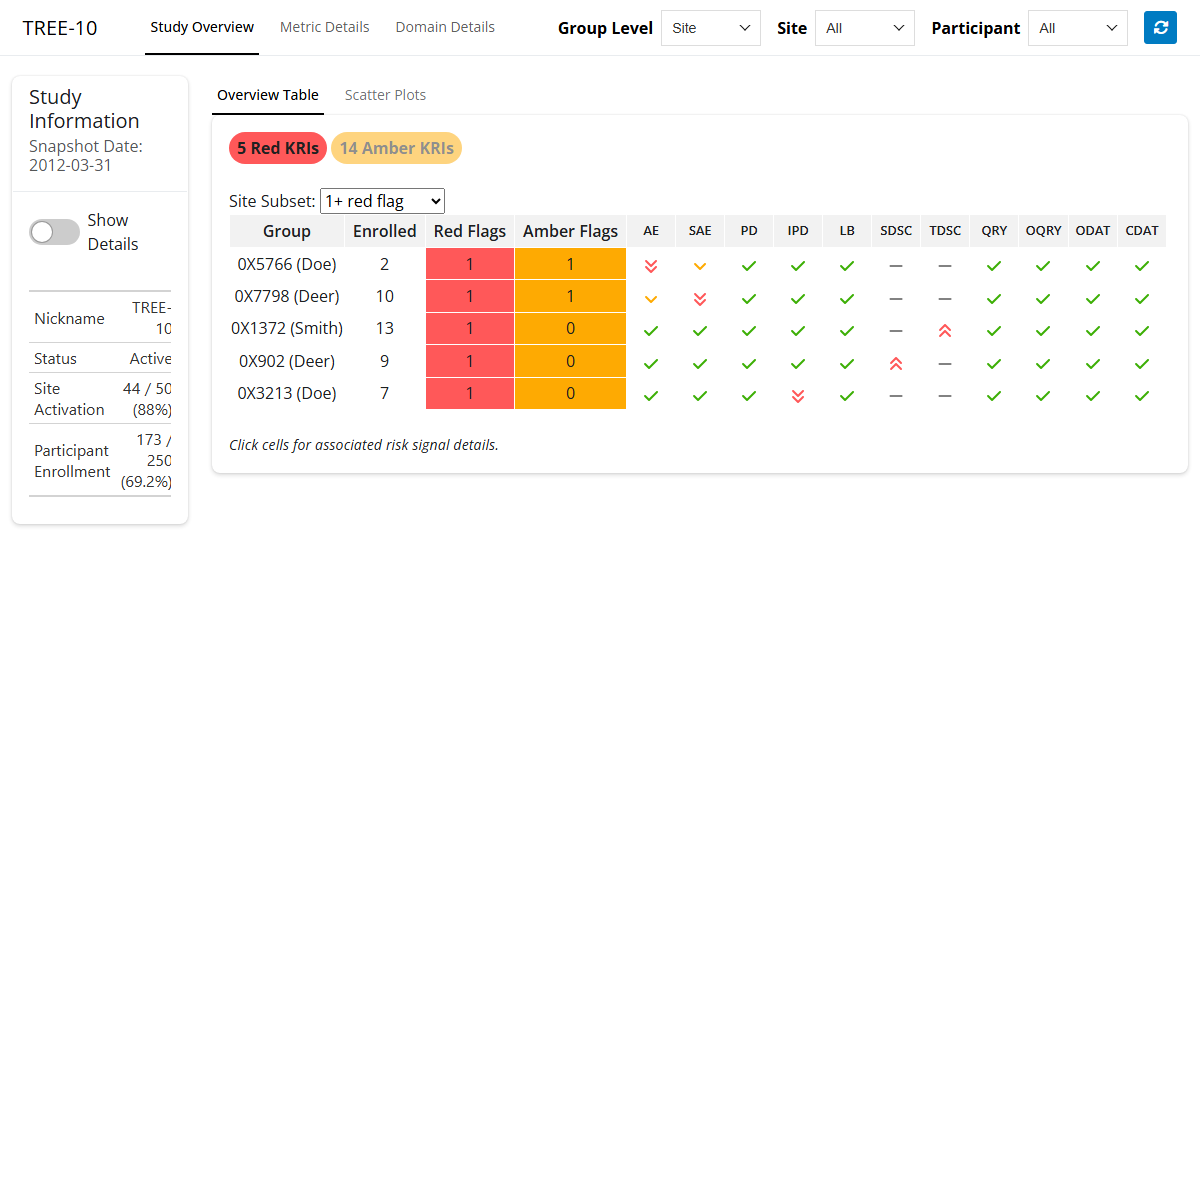 TREE-10
Study Overview
Metric Details
Domain Details
Group Level
Site
Site
All
Participant
All
Study
Information
Snapshot Date:
2012-03-31
Show
Details
Nickname
TREE-
10
Status
Active
Site
Activation
44 / 50
(88%)
Participant
Enrollment
173 /
250
(69.2%)
Overview Table
Scatter Plots
5 Red KRIs
14 Amber KRIs
Site Subset:
1+ red flag
Group Enrolled Red Flags Amber Flags AE SAE PD IPD LB SDSC TDSC QRY OQRY ODAT CDAT
0X5766 (Doe) 2 1 1
0X7798 (Deer) 10 1 1
0X1372 (Smith) 13 1 0
0X902 (Deer) 9 1 0
0X3213 (Doe) 7 1 0
Click cells for associated risk signal details.